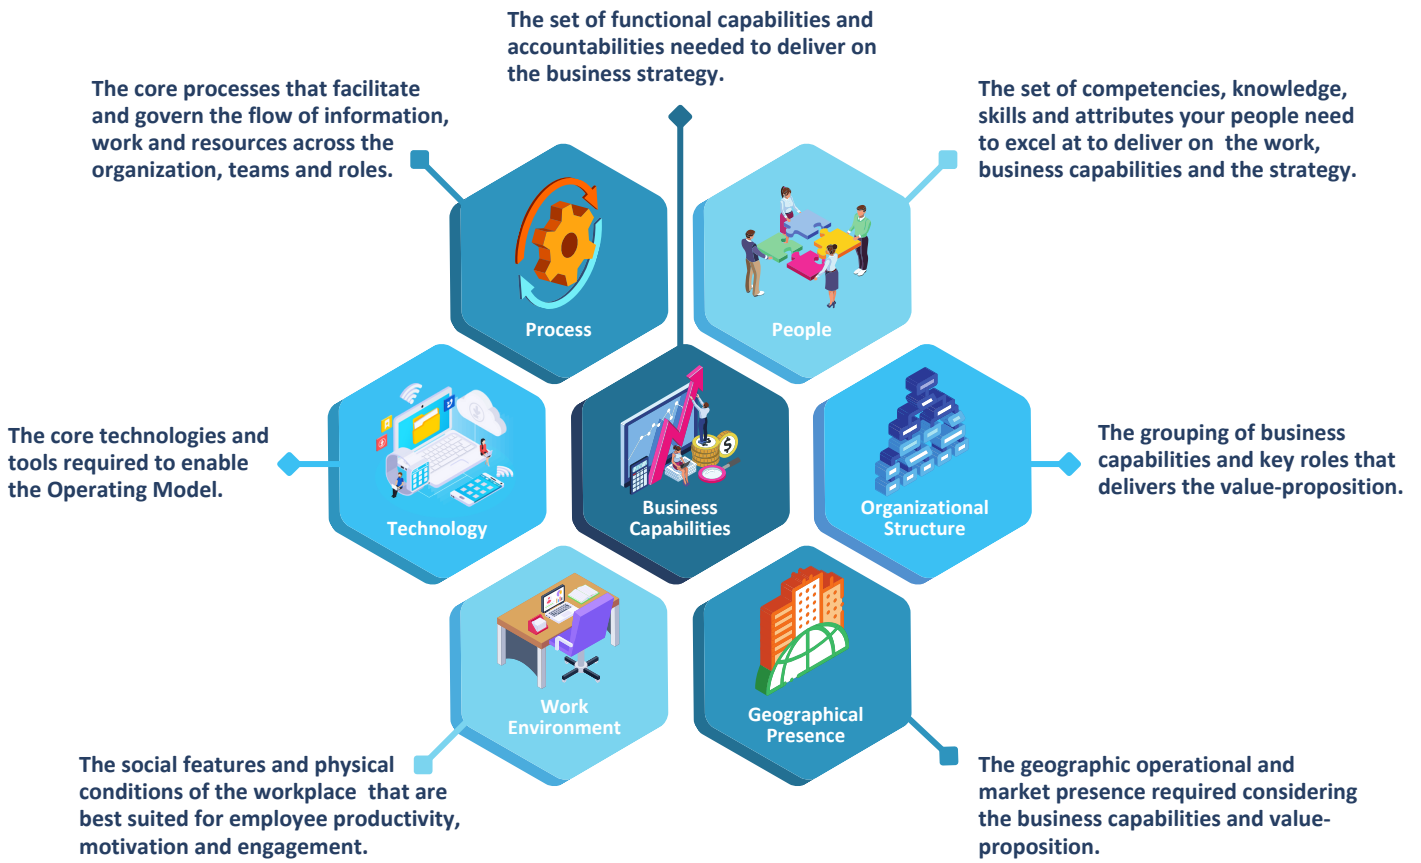 The set of functional capabilities and
accountabilities needed to deliver on
the business strategy.
The core processes that facilitate
and govern the flow of information,
work and resources across the
organization, teams and roles.
The set of competencies, knowledge,
skills and attributes your people need
to excel at to deliver on  the work,
business capabilities and the strategy.
Process
People
The core technologies and
tools required to enable
the Operating Model.
Technology
Business
Capabilities
Organizational
Structure
The grouping of business
capabilities and key roles that
delivers the value-proposition.
Work
Environment
Geographical
Presence
The social features and physical
conditions of the workplace  that are
best suited for employee productivity,
motivation and engagement.
The geographic operational and
market presence required considering
the business capabilities and value-
proposition.